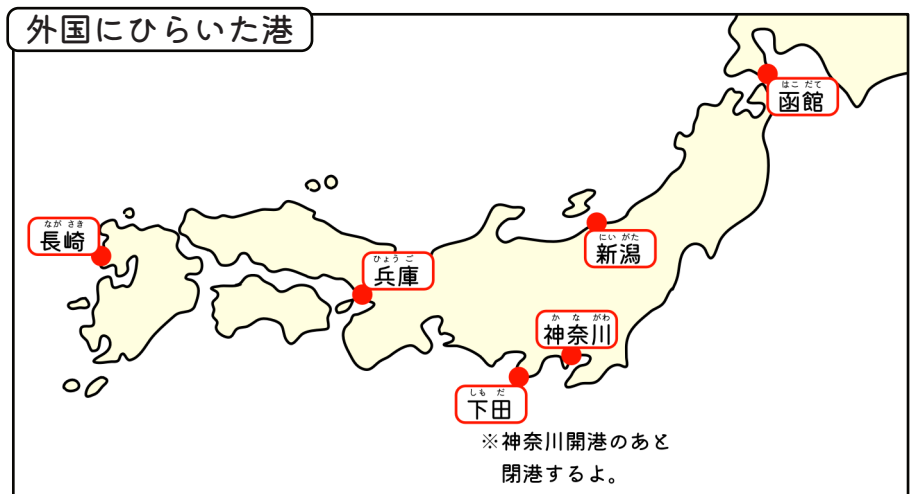 外国にひらいた港
はこ だて
函館
なが さき
長崎
にい がた
新潟
ひょう ご
兵庫
か な がわ
神奈川
しも だ
下田
※神奈川開港のあと
閉港するよ。